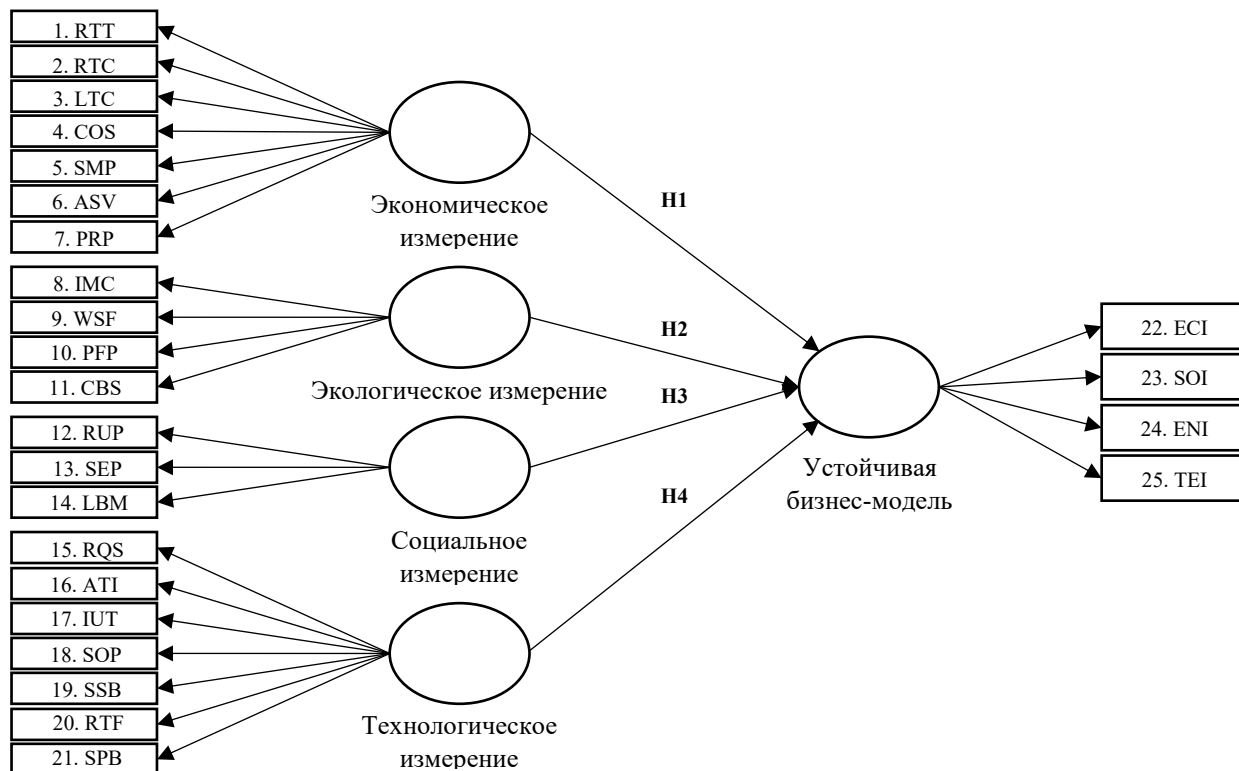 1. RTT
2. RTC
3. LTC
4. COS
5. SMP
6. ASV
7. PRP
Экономическое
измерение
H1
8. IMC
9. WSF
10. PFP
11. CBS
Экологическое измерение
H2
12. RUP
13. SEP
14. LBM
Социальное
измерение
H3
15. RQS
16. ATI
17. IUT
18. SOP
19. SSB
20. RTF
21. SPB
Технологическое
измерение
H4
Устойчивая
бизнес-модель
22. ECI
23. SOI
24. ENI
25. TEI